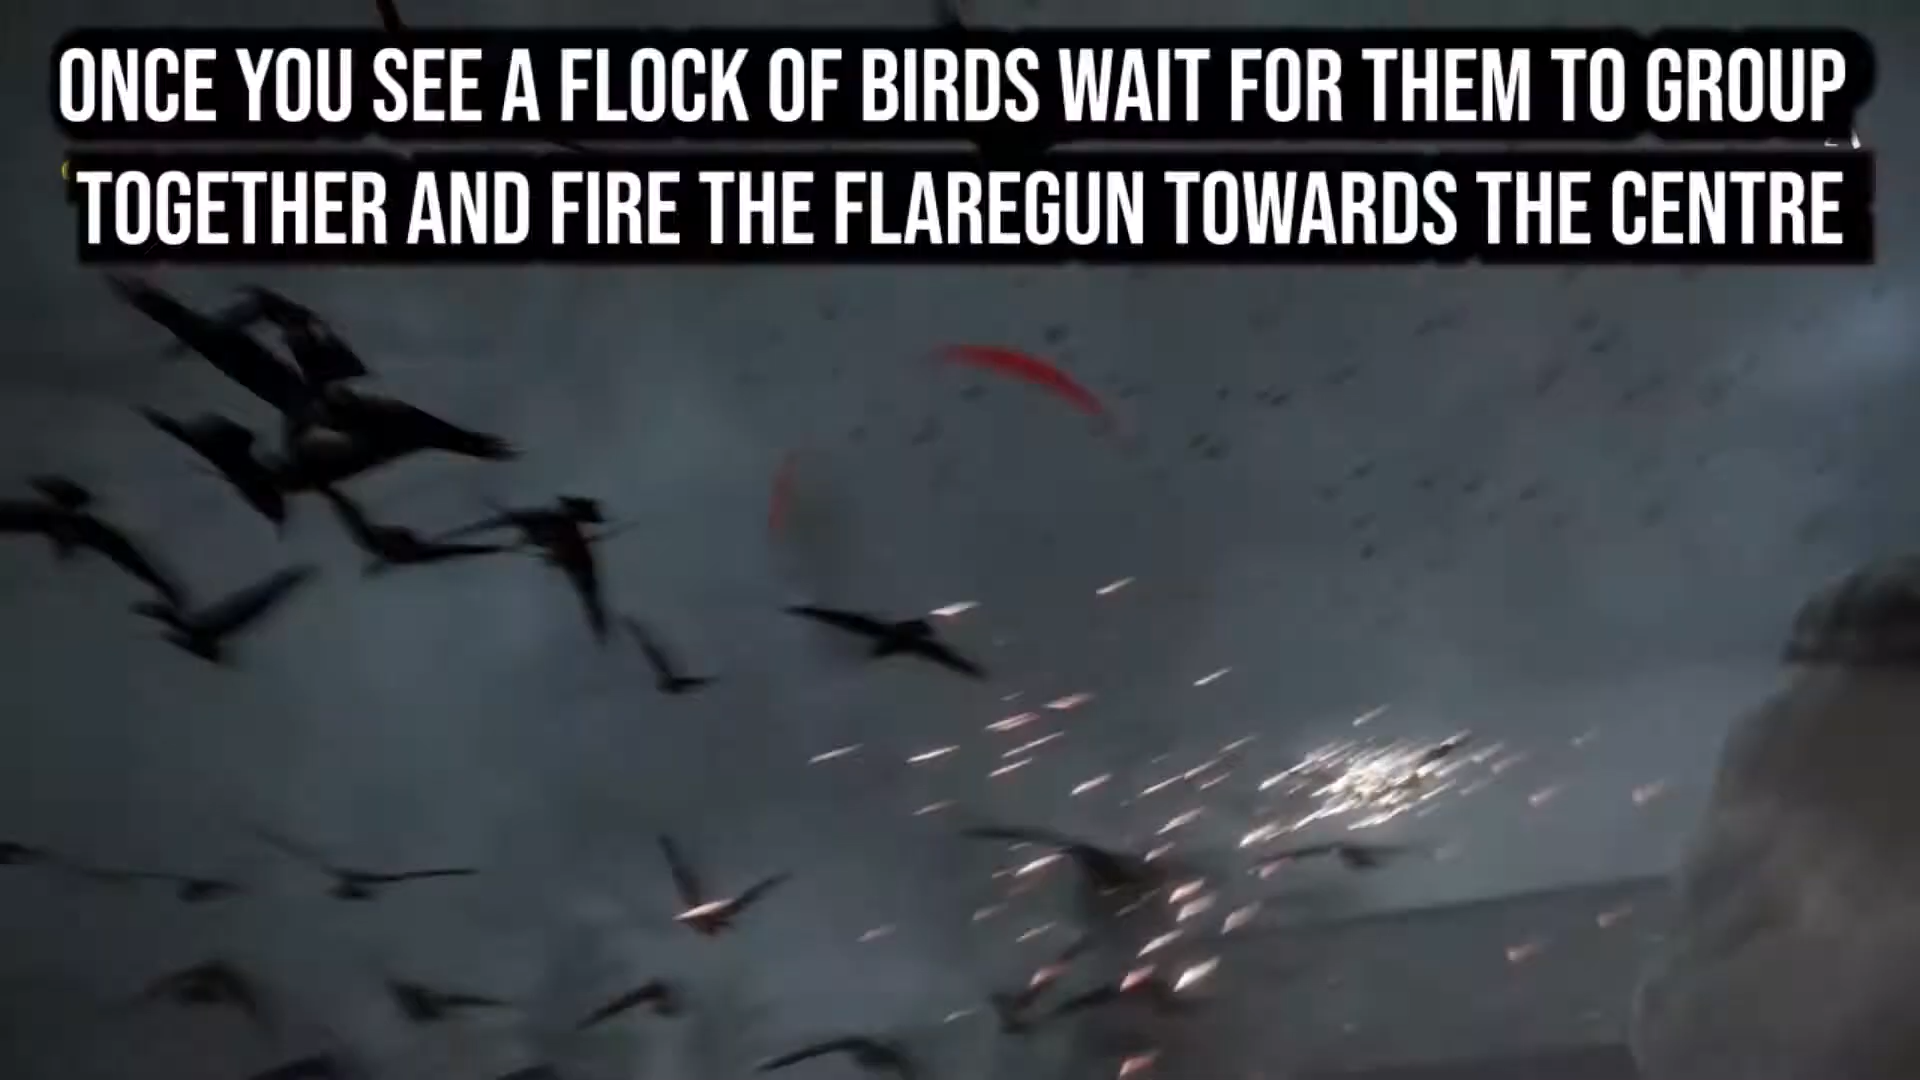 ONCE YOU SEE A FLOCK OF BIRDS WAIT FOR THEM TO GROUP
TOGETHER AND FIRE THE FLAREGUN TOWARDS THE CENTRE